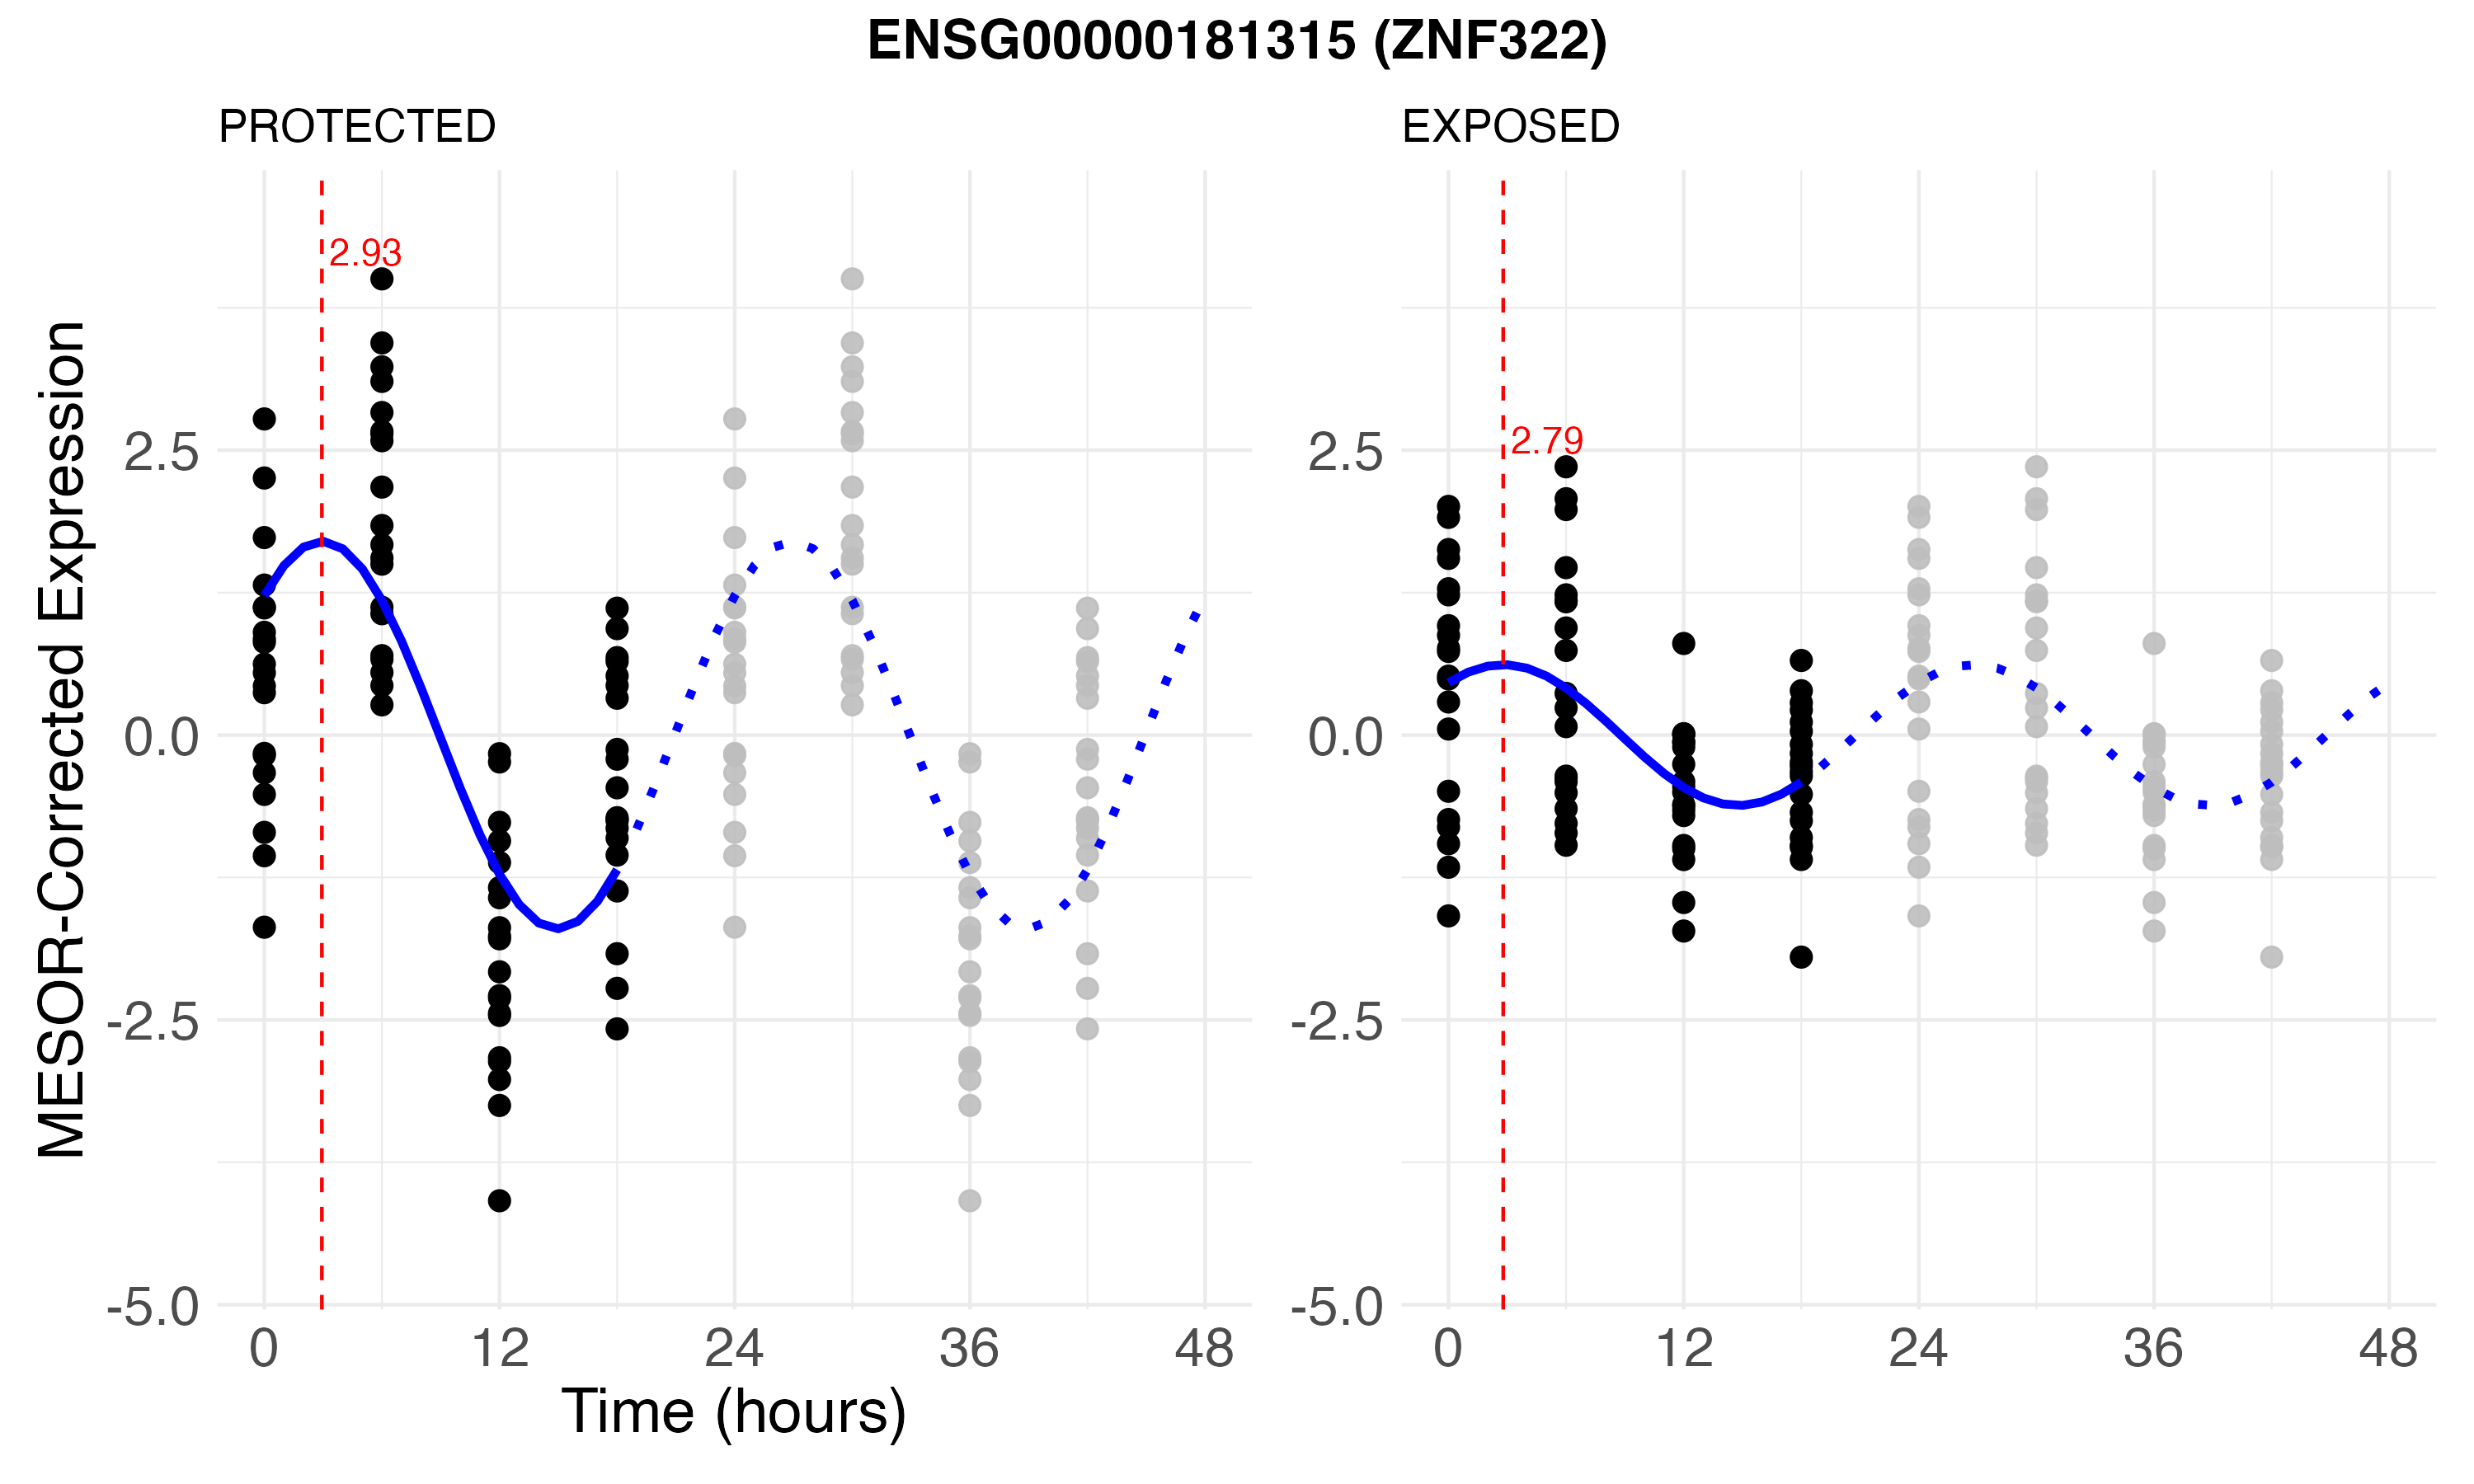 ENSG00000181315 (ZNF322)
PROTECTED
EXPOSED
MESOR-Corrected Expression
2.93
2.5
0.0
-2.5
-5.0
0 12 24 36 48
Time (hours)
2.79
2.5
0.0
-2.5
-5.0
0 12 24 36 48